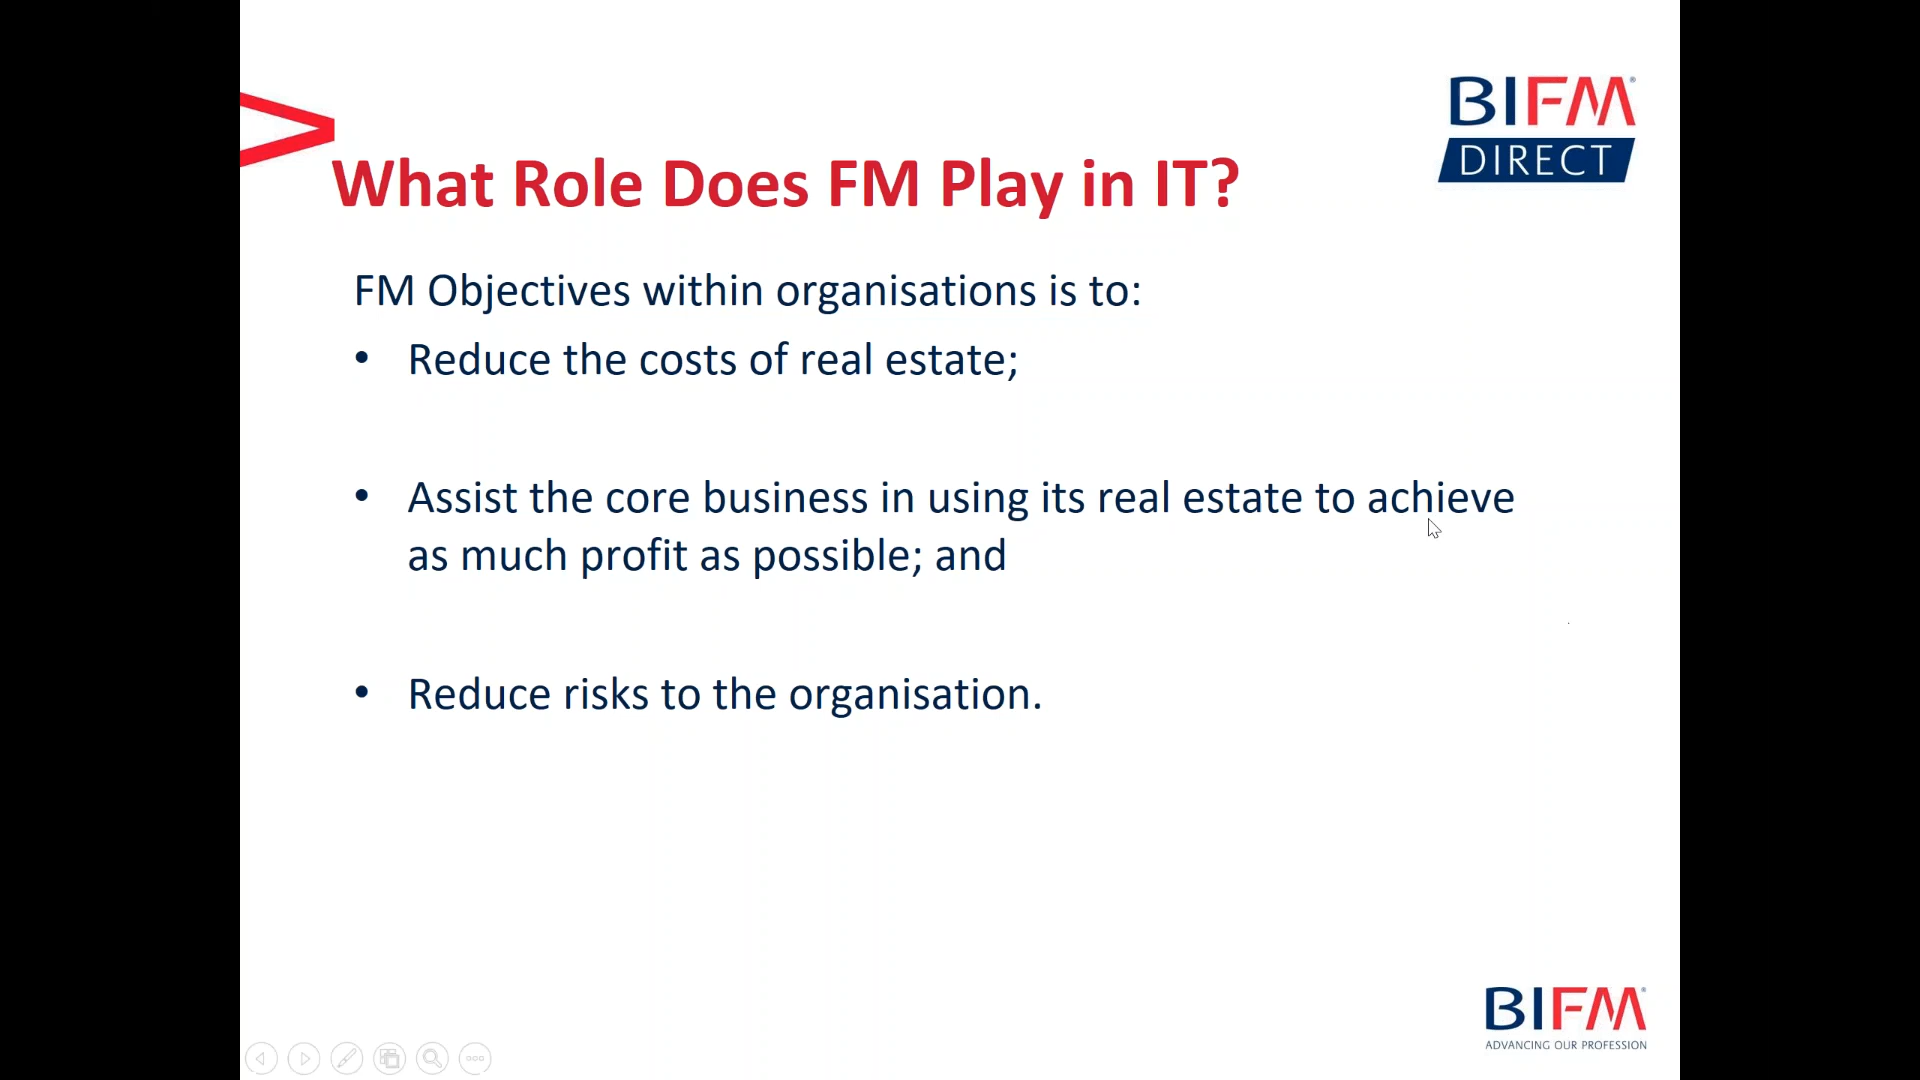 BIFM
DIRECT
What Role Does FM Play in IT?
FM Objectives within organisations is to:
• Reduce the costs of real estate;
• Assist the core business in using its real estate to achieve
as much profit as possible; and
• Reduce risks to the organisation.
BIFM
ADVANCING OUR PROFESSION